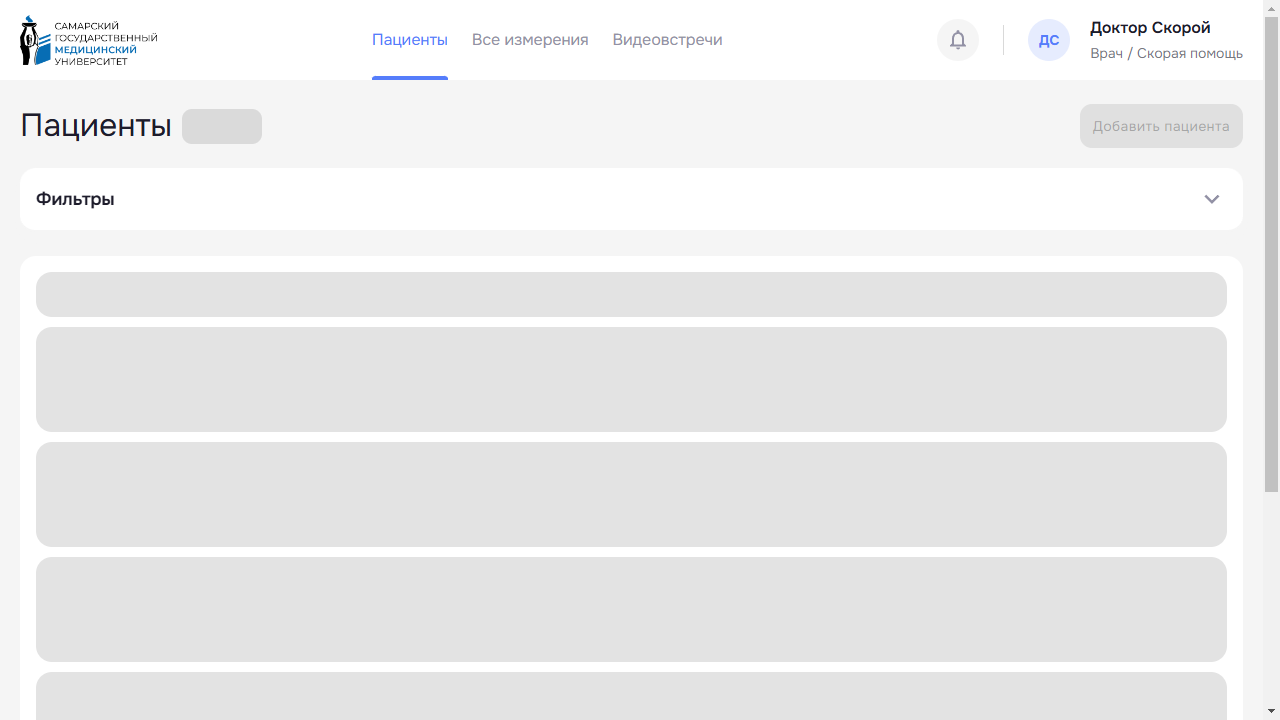 САМАРСКИЙ
ГОСУДАРСТВЕННЫЙ
МЕДИЦИНСКИЙ
УНИВЕРСИТЕТ
Пациенты
Все измерения
Видеовстречи
ДС
Доктор Скорой
Врач / Скорая помощь
Пациенты
Добавить пациента
Фильтры